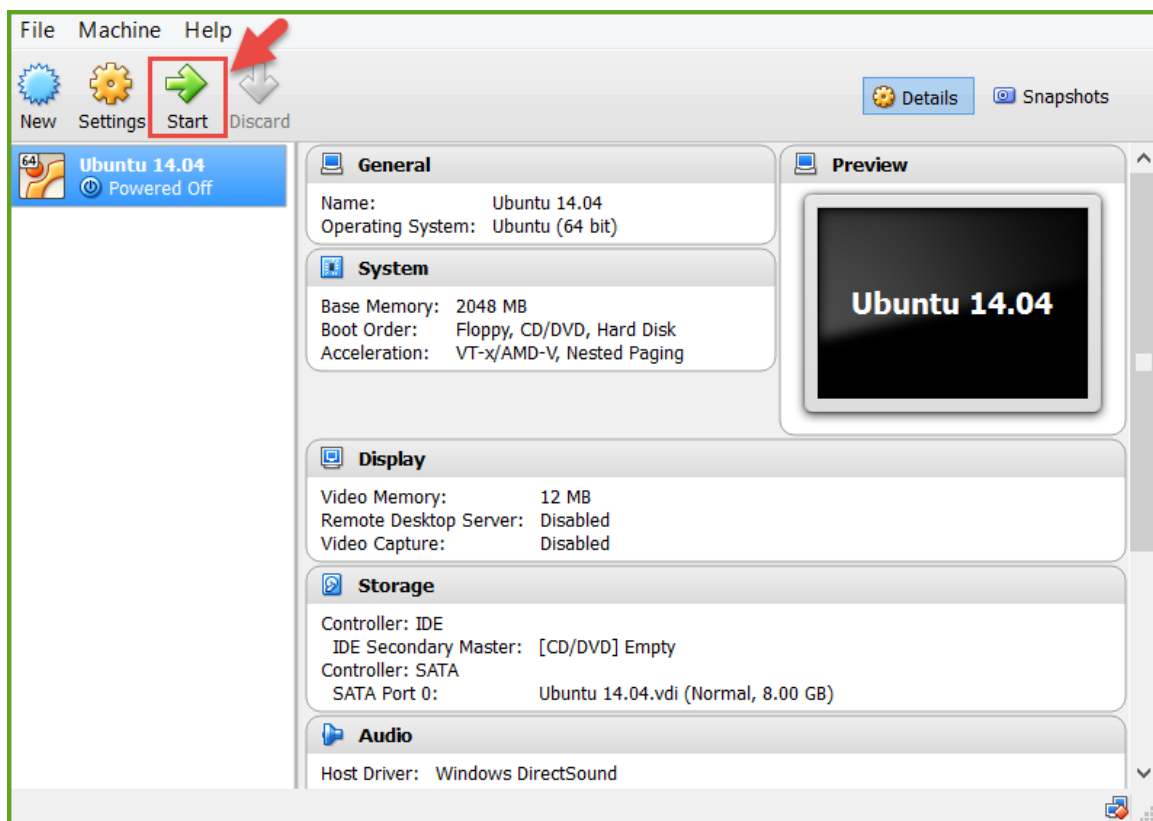 File Machine Help
New Settings Start Discard
Details Snapshots
64 Ubuntu 14.04
Powered Off
General
Name: Ubuntu 14.04
Operating System: Ubuntu (64 bit)
Preview
Ubuntu 14.04
System
Base Memory: 2048 MB
Boot Order: Floppy, CD/DVD, Hard Disk
Acceleration: VT-x/AMD-V, Nested Paging
Display
Video Memory: 12 MB
Remote Desktop Server: Disabled
Video Capture: Disabled
Storage
Controller: IDE
IDE Secondary Master: [CD/DVD] Empty
Controller: SATA
SATA Port 0: Ubuntu 14.04.vdi (Normal, 8.00 GB)
Audio
Host Driver: Windows DirectSound